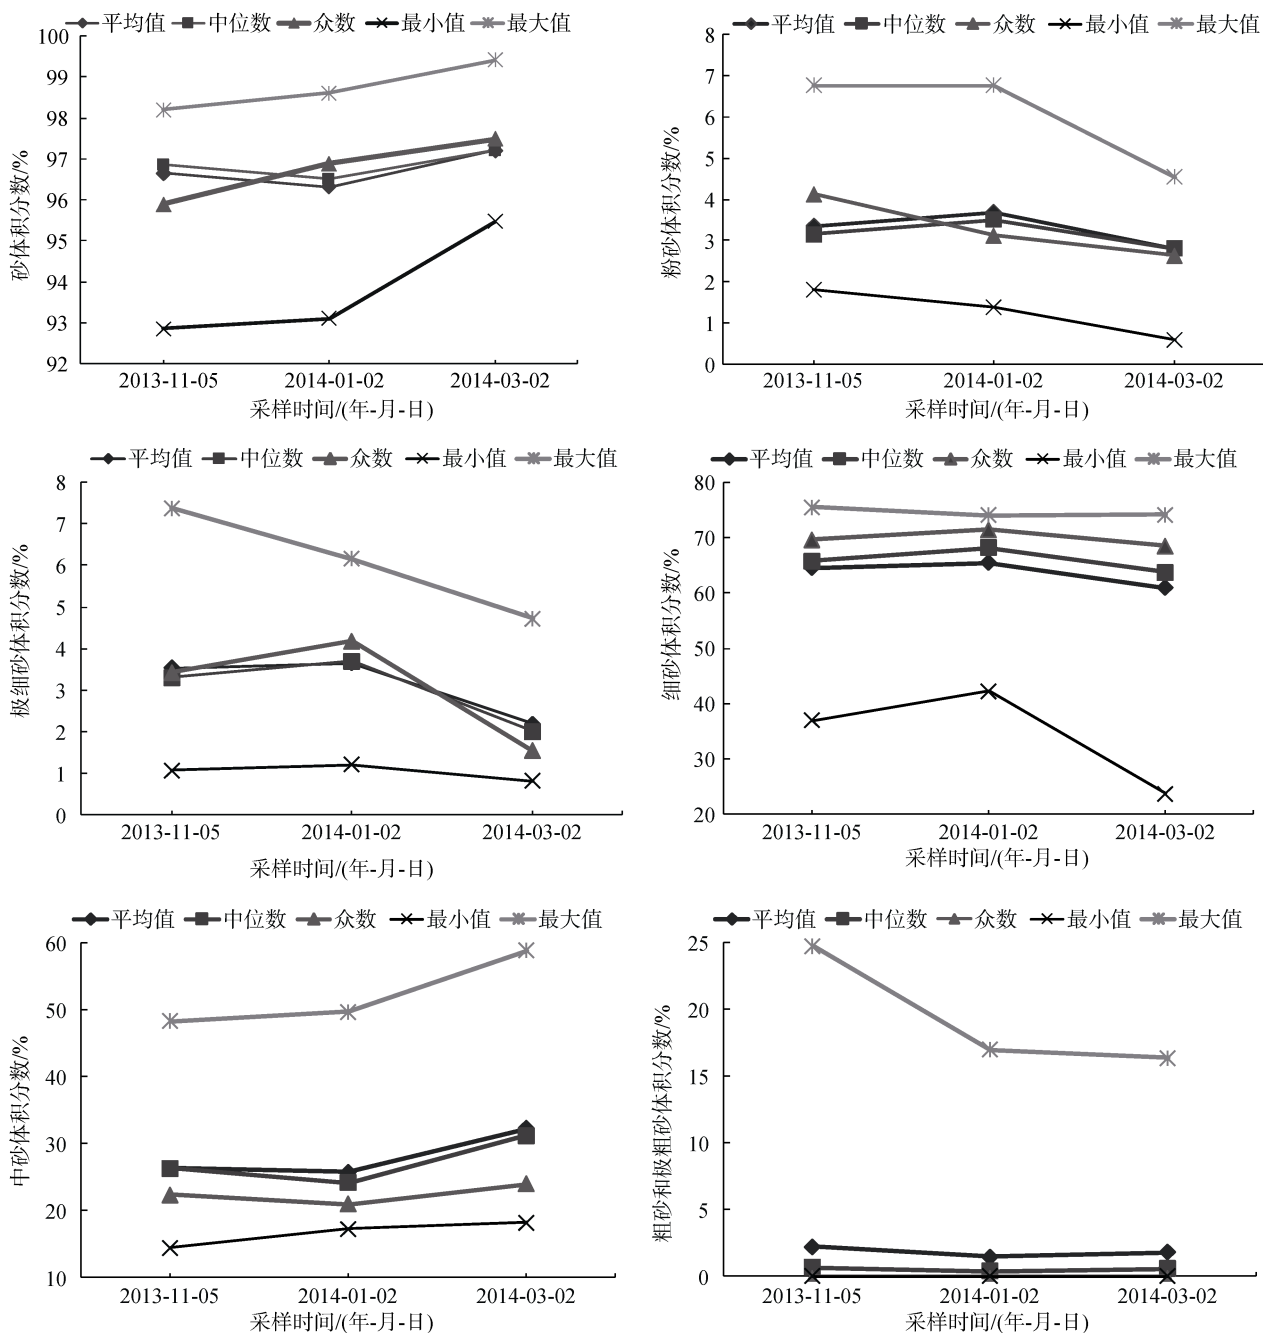 平均值 中位数 众数 最小值 最大值
100
99
98
97
96
95
94
93
92
砂体积分数/%
2013-11-05 2014-01-02 2014-03-02
采样时间/(年-月-日)
平均值 中位数 众数 最小值 最大值
8
7
6
5
4
3
2
1
0
粉砂体积分数/%
2013-11-05 2014-01-02 2014-03-02
采样时间/(年-月-日)
平均值 中位数 众数 最小值 最大值
8
7
6
5
4
3
2
1
0
极细砂体积分数/%
2013-11-05 2014-01-02 2014-03-02
采样时间/(年-月-日)
平均值 中位数 众数 最小值 最大值
80
70
60
50
40
30
20
细砂体积分数/%
2013-11-05 2014-01-02 2014-03-02
采样时间/(年-月-日)
平均值 中位数 众数 最小值 最大值
60
50
40
30
20
10
中砂体积分数/%
2013-11-05 2014-01-02 2014-03-02
采样时间/(年-月-日)
平均值 中位数 众数 最小值 最大值
25
20
15
10
5
0
粗砂和极粗砂体积分数/%
2013-11-05 2014-01-02 2014-03-02
采样时间/(年-月-日)